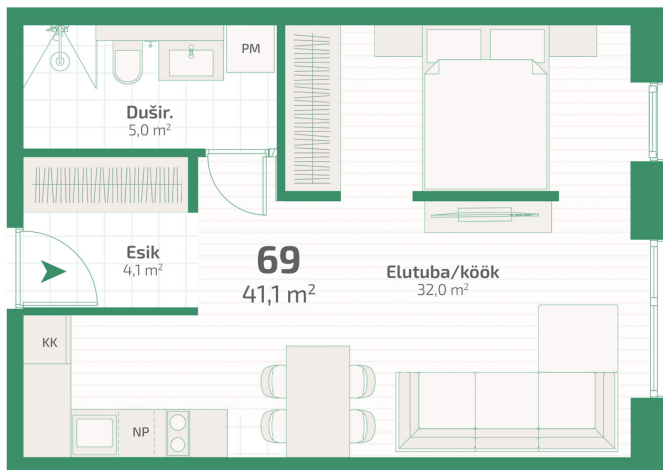 PM
Dušir.
5,0 m²
Esik
4,1 m²
69
41,1 m²
Elutuba/köök
32,0 m²
KK
NP